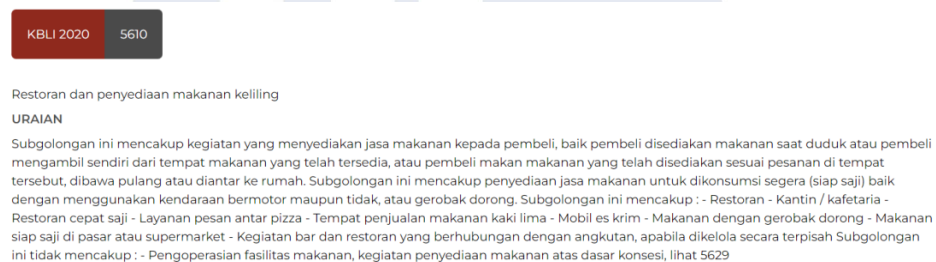 KBLI 2020 5610
Restoran dan penyediaan makanan keliling
URAIAN
Subgolongan ini mencakup kegiatan yang menyediakan jasa makanan kepada pembeli, baik pembeli disediakan makanan saat duduk atau pembeli
mengambil sendiri dari tempat makanan yang telah tersedia, atau pembeli makan makanan yang telah disediakan sesuai pesanan di tempat
tersebut, dibawa pulang atau diantar ke rumah. Subgolongan ini mencakup penyediaan jasa makanan untuk dikonsumsi segera (siap saji) baik
dengan menggunakan kendaraan bermotor maupun tidak, atau gerobak dorong. Subgolongan ini mencakup : - Restoran - Kantin / kafetaria -
Restoran cepat saji - Layanan pesan antar pizza - Tempat penjualan makanan kaki lima - Mobil es krim - Makanan dengan gerobak dorong - Makanan
siap saji di pasar atau supermarket - Kegiatan bar dan restoran yang berhubungan dengan angkutan, apabila dikelola secara terpisah Subgolongan
ini tidak mencakup : - Pengoperasian fasilitas makanan, kegiatan penyediaan makanan atas dasar konsesi, lihat 5629